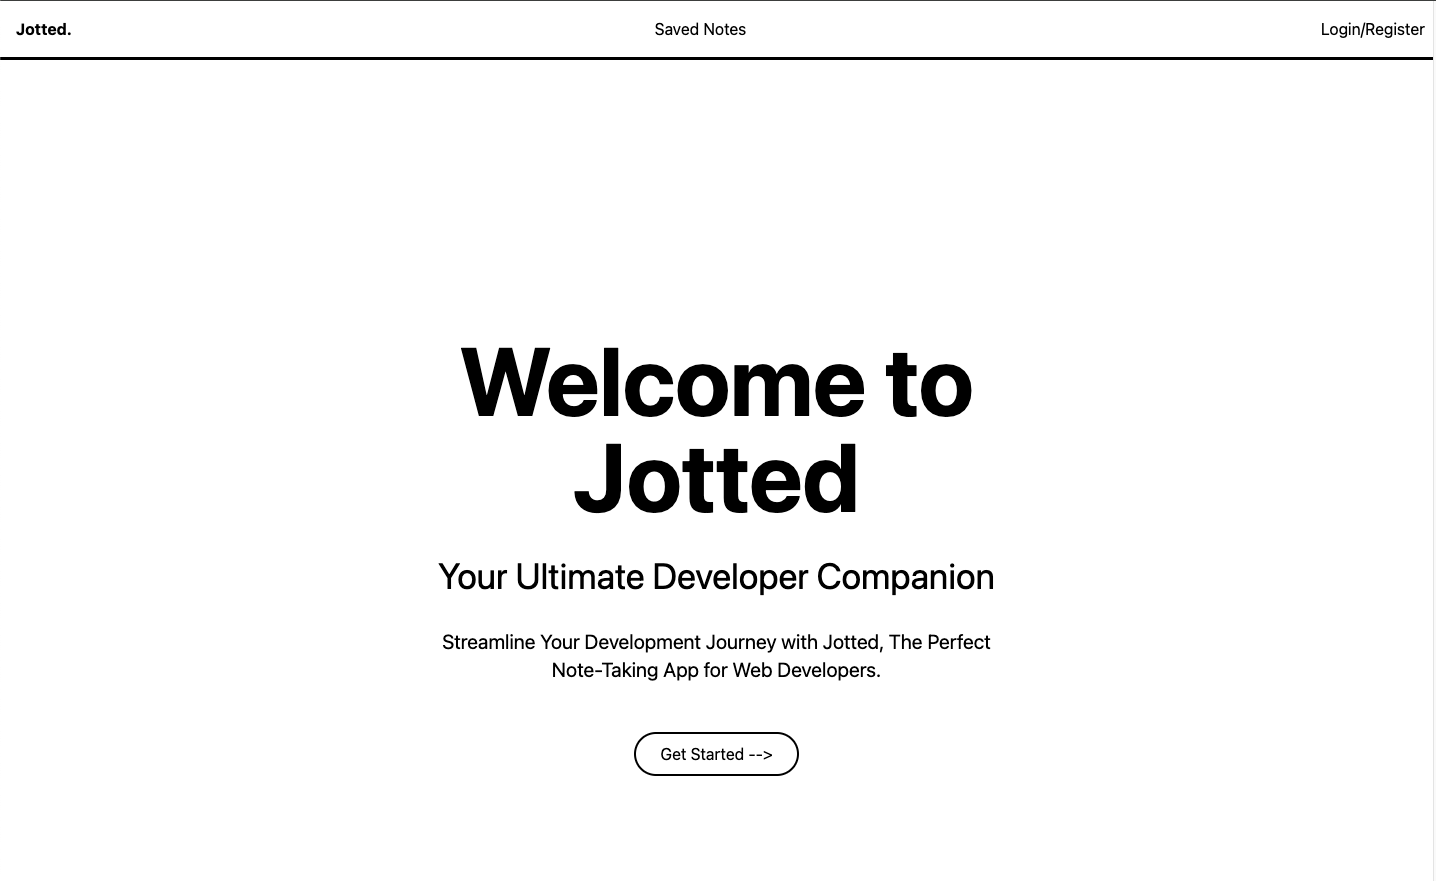 Jotted.
Saved Notes
Login/Register
Welcome to
Jotted
Your Ultimate Developer Companion
Streamline Your Development Journey with Jotted, The Perfect
Note-Taking App for Web Developers.
Get Started -->